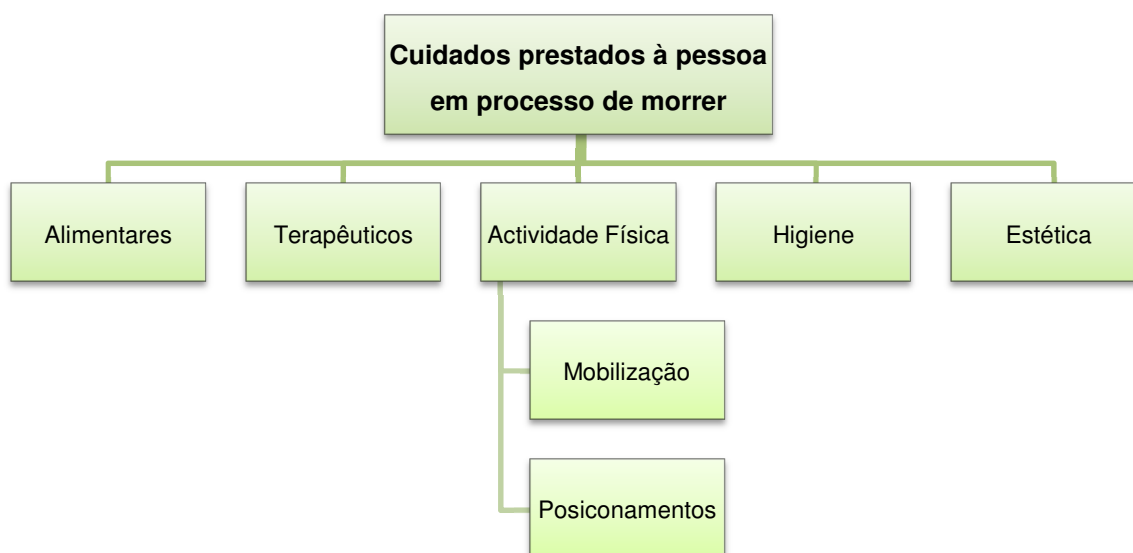 Cuidados prestados à pessoa
em processo de morrer
Alimentares
Terapêuticos
Actividade Física
Higiene
Estética
Mobilização
Posiconamentos